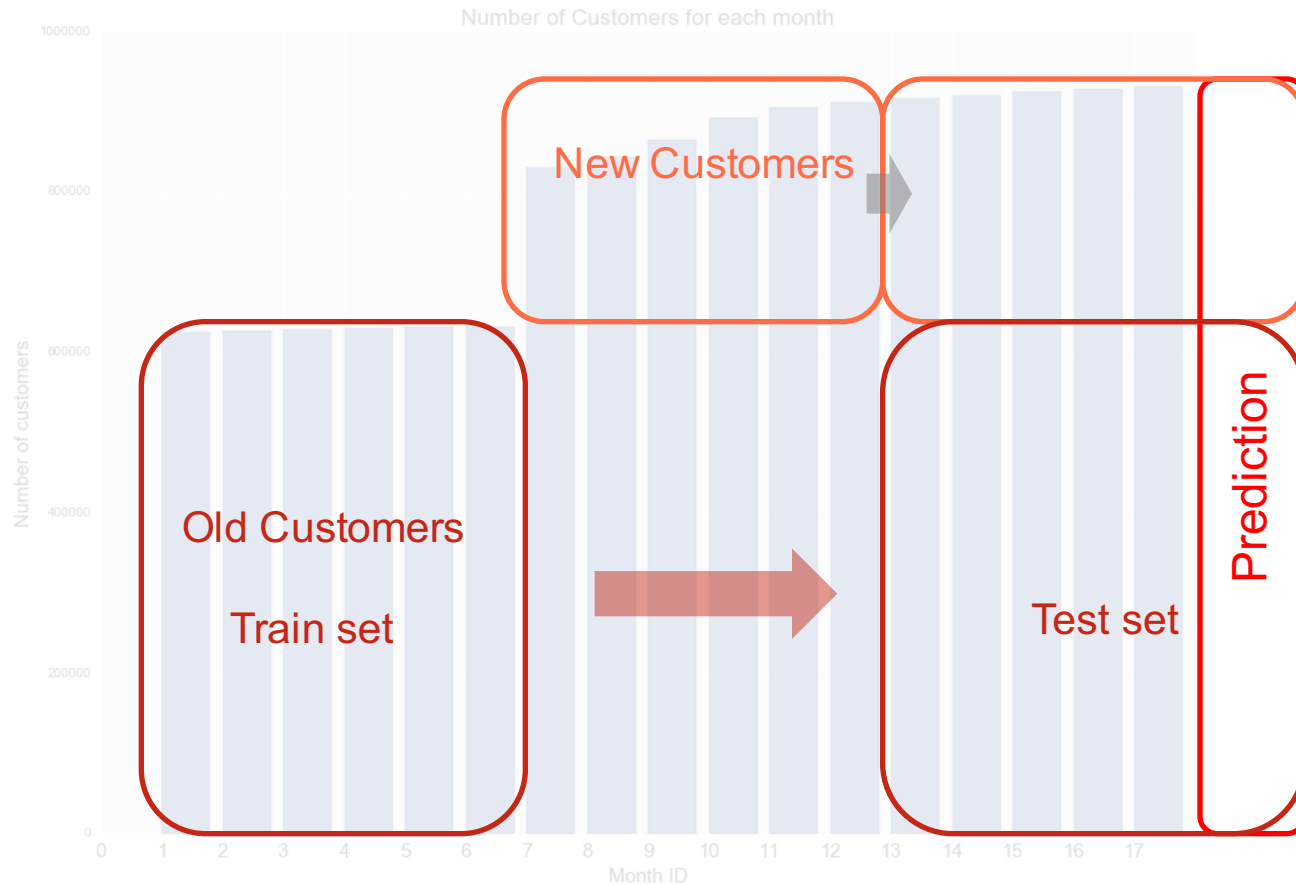 Number of Customers for each month
1000000
800000
600000
400000
200000
0
Number of customers
New Customers
Old Customers
Train set
Test set
Prediction
0 1 2 3 4 5 6 7 8 9 10 11 12 13 14 15 16 17
Month ID